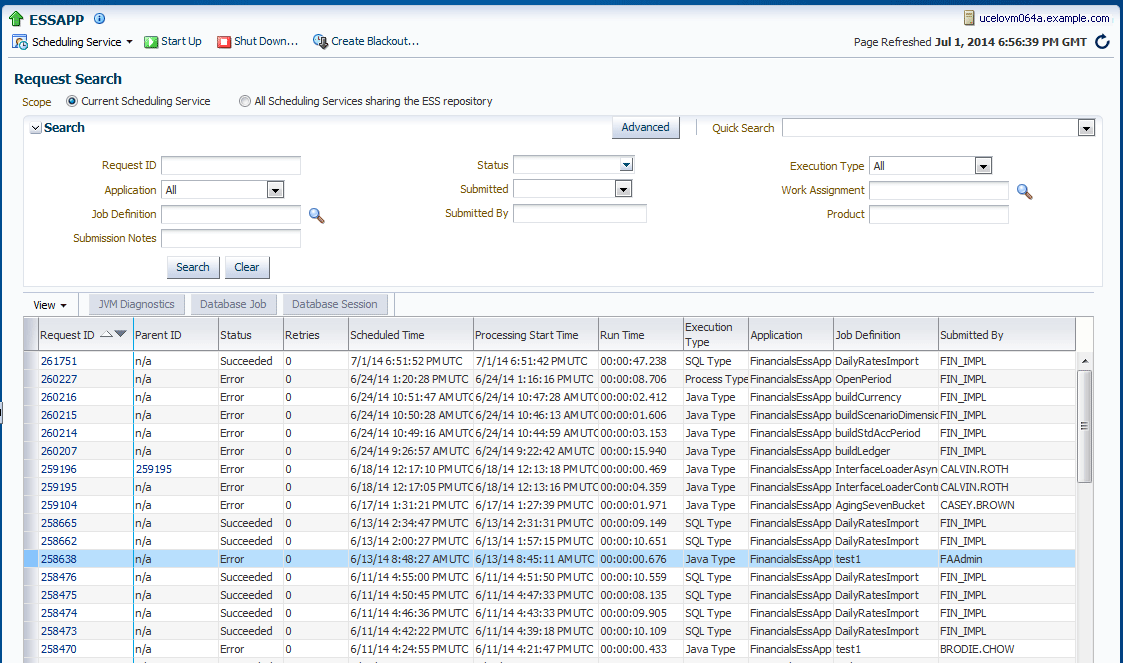 ESSAPP ucelovm064a.example.com
Scheduling Service Start Up Shut Down... Create Blackout... Page Refreshed Jul 1, 2014 6:56:39 PM GMT
Request Search
Scope Current Scheduling Service All Scheduling Services sharing the ESS repository
Search Advanced Quick Search
Request ID Status Execution Type All
Application All Submitted Work Assignment
Job Definition Submitted By Product
Submission Notes
Search Clear
View JVM Diagnostics Database Job Database Session
Request ID Parent ID Status Retries Scheduled Time Processing Start Time Run Time Execution Type Application Job Definition Submitted By
261751 n/a Succeeded 0 7/1/14 6:51:52 PM UTC 7/1/14 6:51:42 PM UTC 00:00:47.238 SQL Type FinancialsEssApp DailyRatesImport FIN_IMPL
260227 n/a Error 0 6/24/14 1:20:28 PM UTC 6/24/14 1:16:16 PM UTC 00:00:08.706 Process Type FinancialsEssApp OpenPeriod FIN_IMPL
260216 n/a Error 0 6/24/14 10:51:47 AM UTC 6/24/14 10:47:28 AM UTC 00:00:02.412 Java Type FinancialsEssApp buildCurrency FIN_IMPL
260215 n/a Error 0 6/24/14 10:50:28 AM UTC 6/24/14 10:46:13 AM UTC 00:00:01.606 Java Type FinancialsEssApp buildScenarioDimensic FIN_IMPL
260214 n/a Error 0 6/24/14 10:49:16 AM UTC 6/24/14 10:44:59 AM UTC 00:00:03.153 Java Type FinancialsEssApp buildStdAccPeriod FIN_IMPL
260207 n/a Error 0 6/24/14 9:26:57 AM UTC 6/24/14 9:22:42 AM UTC 00:00:15.940 Java Type FinancialsEssApp buildLedger FIN_IMPL
259196 259195 Error 0 6/18/14 12:17:10 PM UTC 6/18/14 12:13:18 PM UTC 00:00:00.469 Java Type FinancialsEssApp InterfaceLoaderAsyn CALVIN.ROTH
259195 n/a Error 0 6/18/14 12:17:05 PM UTC 6/18/14 12:13:16 PM UTC 00:00:04.359 Java Type FinancialsEssApp InterfaceLoaderContr CALVIN.ROTH
259104 n/a Error 0 6/17/14 1:31:21 PM UTC 6/17/14 1:27:39 PM UTC 00:00:01.971 Java Type FinancialsEssApp AgingSevenBucket CASEY.BROWN
258665 n/a Succeeded 0 6/13/14 2:34:47 PM UTC 6/13/14 2:31:31 PM UTC 00:00:09.149 SQL Type FinancialsEssApp DailyRatesImport FIN_IMPL
258662 n/a Succeeded 0 6/13/14 2:00:27 PM UTC 6/13/14 1:57:15 PM UTC 00:00:10.651 SQL Type FinancialsEssApp DailyRatesImport FIN_IMPL
258638 n/a Error 0 6/13/14 8:48:27 AM UTC 6/13/14 8:45:11 AM UTC 00:00:00.676 Java Type FinancialsEssApp test1 FAAdmin
258476 n/a Succeeded 0 6/11/14 4:55:00 PM UTC 6/11/14 4:51:50 PM UTC 00:00:10.559 SQL Type FinancialsEssApp DailyRatesImport FIN_IMPL
258475 n/a Succeeded 0 6/11/14 4:50:45 PM UTC 6/11/14 4:47:33 PM UTC 00:00:08.135 SQL Type FinancialsEssApp DailyRatesImport FIN_IMPL
258474 n/a Succeeded 0 6/11/14 4:46:36 PM UTC 6/11/14 4:43:33 PM UTC 00:00:09.905 SQL Type FinancialsEssApp DailyRatesImport FIN_IMPL
258473 n/a Succeeded 0 6/11/14 4:42:22 PM UTC 6/11/14 4:39:18 PM UTC 00:00:10.109 SQL Type FinancialsEssApp DailyRatesImport FIN_IMPL
258470 n/a Error 0 6/11/14 4:24:55 PM UTC 6/11/14 4:21:47 PM UTC 00:00:00.433 Java Type FinancialsEssApp test1 BRODIE.CHOW